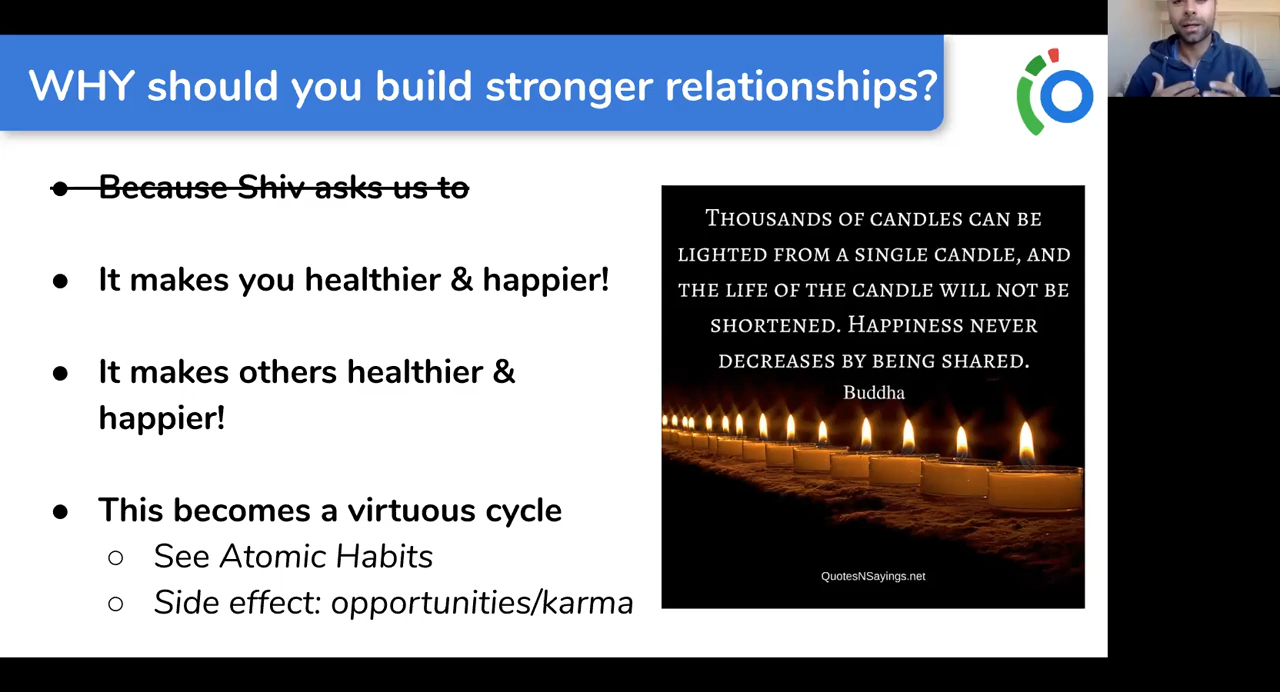 WHY should you build stronger relationships?
● Because Shiv asks us to
● It makes you healthier & happier!
● It makes others healthier &
happier!
● This becomes a virtuous cycle
○ See Atomic Habits
○ Side effect: opportunities/karma
Thousands of candles can be
lighted from a single candle, and
the life of the candle will not be
shortened. Happiness never
decreases by being shared.
Buddha
QuotesNSayings.net